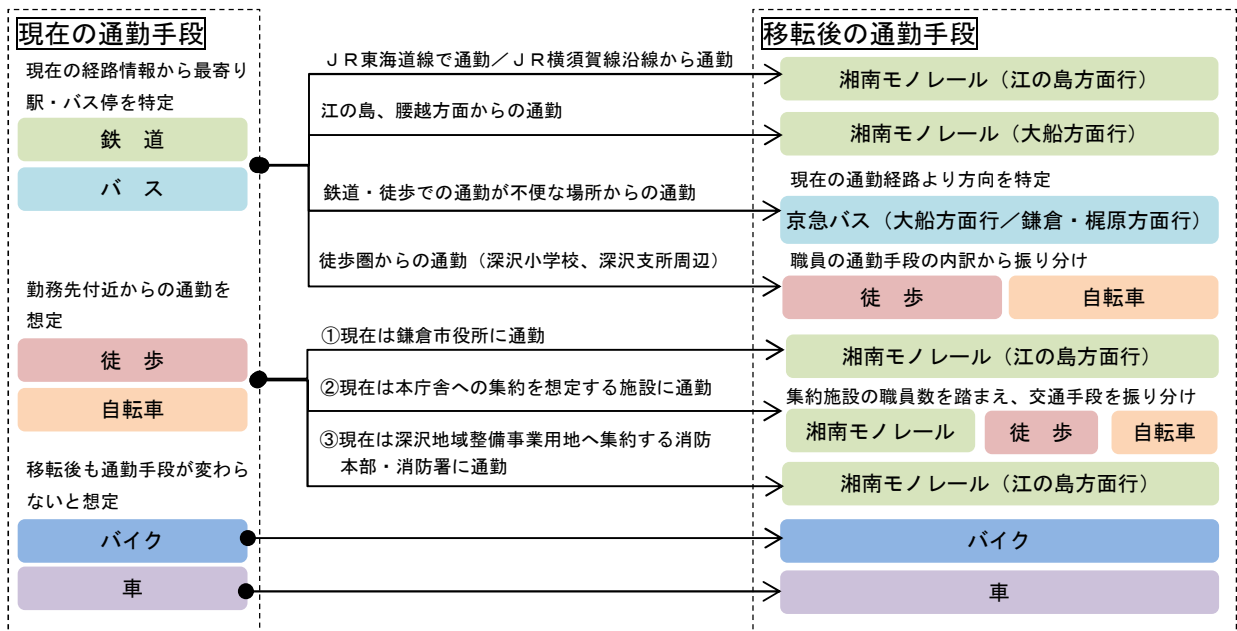 現在の通勤手段
現在の経路情報から最寄り
駅・バス停を特定
鉄　道
バ　ス
勤務先付近からの通勤を
想定
徒　歩
自転車
移転後も通勤手段が変わら
ないと想定
バイク
車
ＪＲ東海道線で通勤／ＪＲ横須賀線沿線から通勤
江の島、腰越方面からの通勤
鉄道・徒歩での通勤が不便な場所からの通勤
徒歩圏からの通勤（深沢小学校、深沢支所周辺）
①現在は鎌倉市役所に通勤
②現在は本庁舎への集約を想定する施設に通勤
③現在は深沢地域整備事業用地へ集約する消防
本部・消防署に通勤
移転後の通勤手段
湘南モノレール（江の島方面行）
湘南モノレール（大船方面行）
現在の通勤経路より方向を特定
京急バス（大船方面行／鎌倉・梶原方面行）
職員の通勤手段の内訳から振り分け
徒　歩
自転車
湘南モノレール（江の島方面行）
集約施設の職員数を踏まえ、交通手段を振り分け
湘南モノレール
徒　歩
自転車
湘南モノレール（江の島方面行）
バイク
車